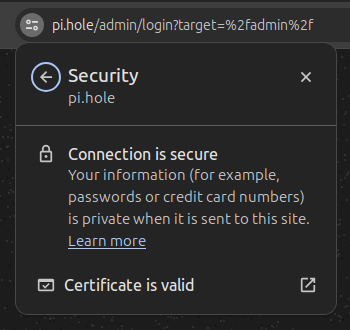 pi.hole/admin/login?target=%2fadmin%2f
Security
pi.hole
Connection is secure
Your information (for example,
passwords or credit card numbers)
is private when it is sent to this site.
Learn more
Certificate is valid